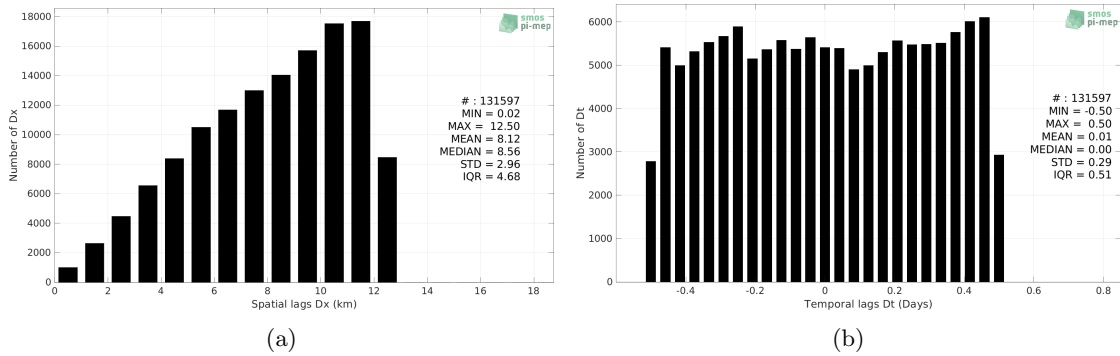 18000
16000
14000
12000
10000
8000
6000
4000
2000
0
Number of Dx
0 2 4 6 8 10 12 14 16 18
Spatial lags Dx (km)
smos
pi-mep
# : 131597
MIN = 0.02
MAX = 12.50
MEAN = 8.12
MEDIAN = 8.56
STD = 2.96
IQR = 4.68
(a)
6000
5000
4000
3000
2000
1000
0
Number of Dt
-0.4 -0.2 0 0.2 0.4 0.6 0.8
Temporal lags Dt (Days)
smos
pi-mep
# : 131597
MIN = -0.50
MAX = 0.50
MEAN = 0.01
MEDIAN = 0.00
STD = 0.29
IQR = 0.51
(b)